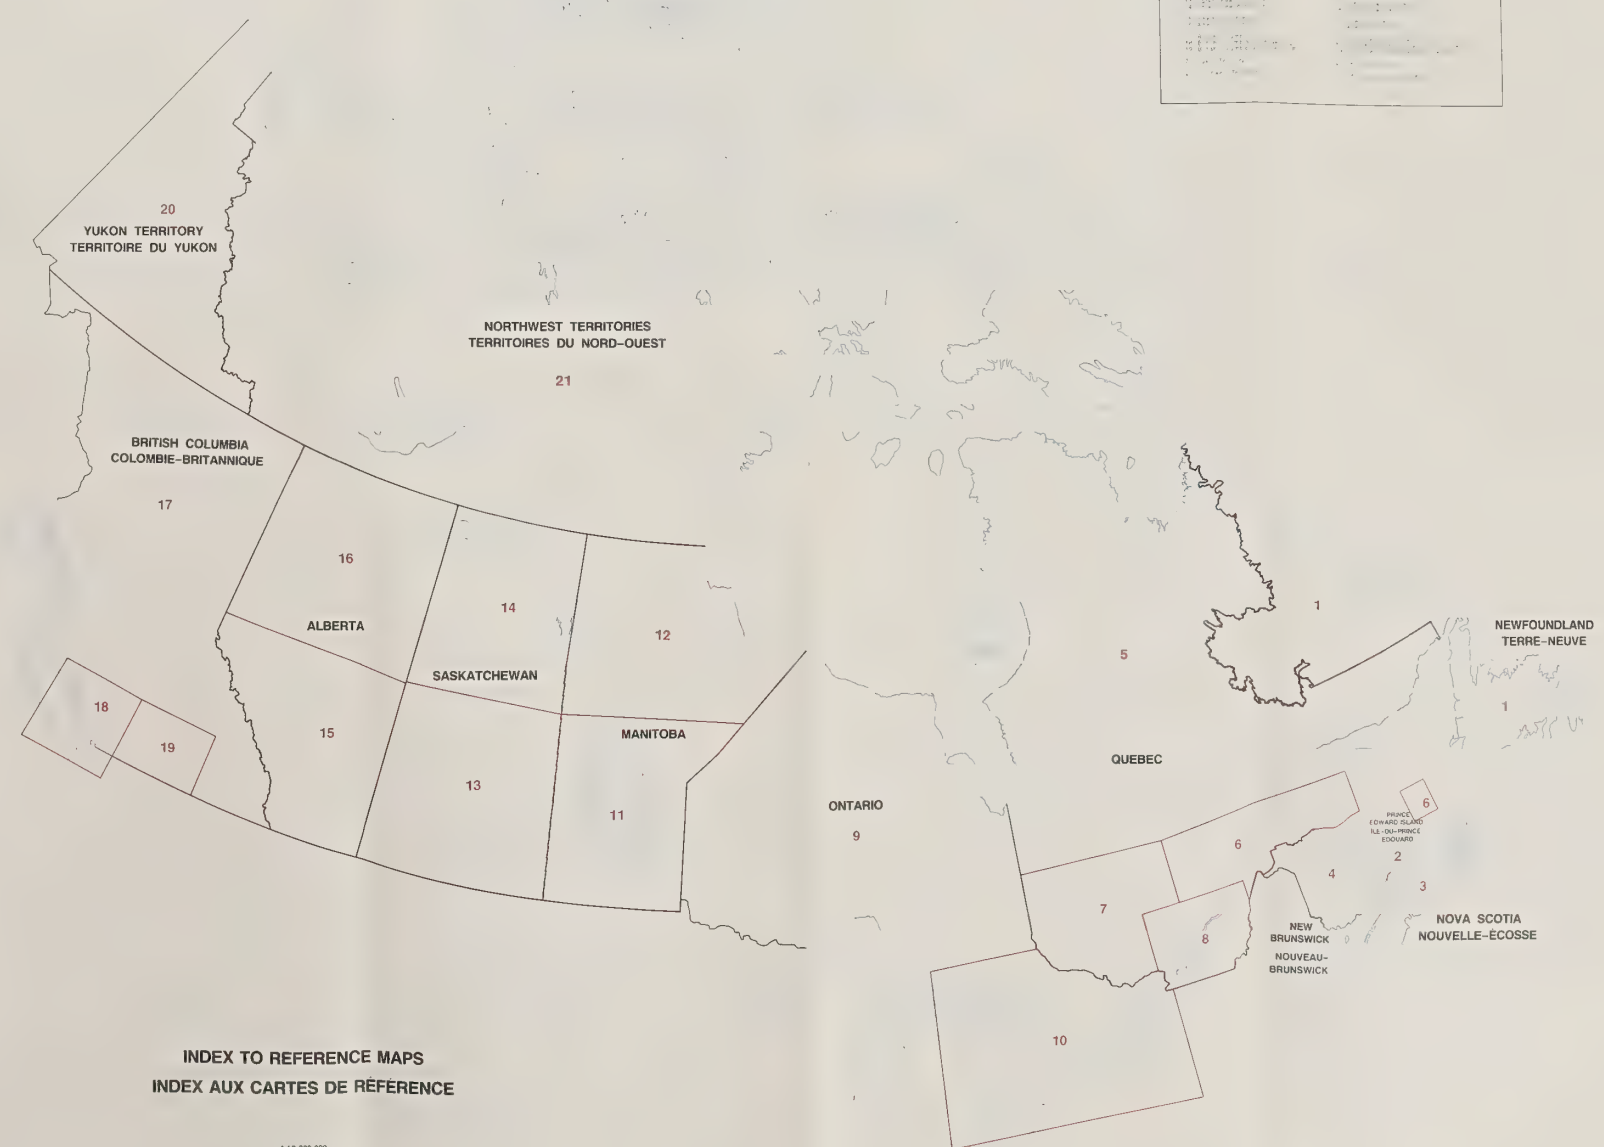 20
YUKON TERRITORY
TERRITOIRE DU YUKON
NORTHWEST TERRITORIES
TERRITOIRES DU NORD-OUEST
21
BRITISH COLUMBIA
COLOMBIE-BRITANNIQUE
17
16
ALBERTA
14
SASKATCHEWAN
12
18
19
15
13
MANITOBA
11
1
NEWFOUNDLAND
TERRE-NEUVE
1
5
QUEBEC
ONTARIO
9
6
PRINCE
EDWARD ISLAND
ILE-DU-PRINCE
EDOUARD
6
2
4
3
7
8
NEW
BRUNSWICK
NOUVEAU-
BRUNSWICK
NOVA SCOTIA
NOUVELLE-ÉCOSSE
10
INDEX TO REFERENCE MAPS
INDEX AUX CARTES DE RÉFÉRENCE